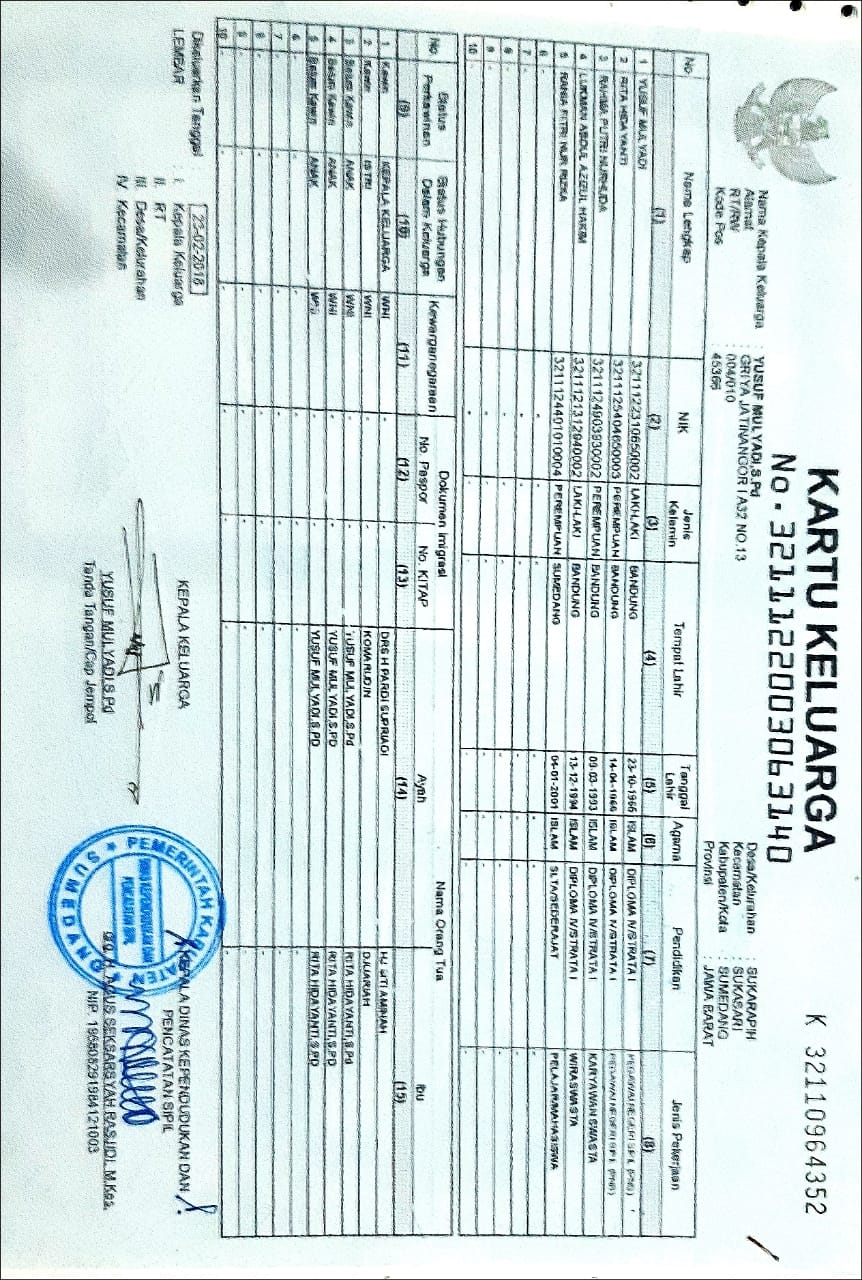 KARTU KELUARGA
K 32110964352
No. 3211122003063140
Nama Kepala Keluarga : YUSUF MULYADI,S.Pd
Alamat : GRIYA JATINANGOR I A32 NO.13
RT/RW : 004/010
Kode Pos : 45366
Desa/Kelurahan : SUKARAPIH
Kecamatan : SUKASARI
Kabupaten/Kota : SUMEDANG
Provinsi : JAWA BARAT
No Nama Lengkap NIK Jenis Kelamin Tempat Lahir Tanggal Lahir Agama Pendidikan Jenis Pekerjaan
(1) (2) (3) (4) (5) (6) (7) (8)
1 YUSUF MULYADI 3211122310650002 LAKI-LAKI BANDUNG 23-10-1966 ISLAM DIPLOMA IV/STRATA I PEGAWAI NEGERI SIPIL (PNS)
2 RITA HIDAYANTI 3211125404650003 PEREMPUAN BANDUNG 14-04-1966 ISLAM DIPLOMA IV/STRATA I PEGAWAI NEGERI SIPIL (PNS)
3 RAHMA PUTRI NURHUDA 3211124903930002 PEREMPUAN BANDUNG 09-03-1993 ISLAM DIPLOMA IV/STRATA I KARYAWAN SWASTA
4 LUKMAN ABDUL AZIZUL HAKIM 3211121312940002 LAKI-LAKI BANDUNG 13-12-1994 ISLAM DIPLOMA IV/STRATA I WIRASWASTA
5 RANIA FITRI NUR RIZKA 3211124401010004 PEREMPUAN SUMEDANG 04-01-2001 ISLAM SLTA/SEDERAJAT PELAJAR/MAHASISWA
6 - - - - - - -
7 - - - - - - -
8 - - - - - - -
9 - - - - - - -
10 - - - - - - -
No. Status Perkawinan Status Hubungan Dalam Keluarga Kewarganegaraan Dokumen Imigrasi Nama Orang Tua
No. Paspor No. KITAP Ayah Ibu
(9) (10) (11) (12) (13) (14) (15)
1 Kawin KEPALA KELUARGA WNI - - DRS H PARDI SUPRIADI HJ SITI AMINAH
2 Kawin ISTRI WNI - - KOMARUDIN DJUARIAH
3 Belum Kawin ANAK WNI - - YUSUF MULYADI,S.Pd RITA HIDAYANTI,S.Pd
4 Belum Kawin ANAK WNI - - YUSUF MULYADI,S.PD RITA HIDAYANTI,S.PD
5 Belum Kawin ANAK WNI - - YUSUF MULYADI,S.PD RITA HIDAYANTI,S.PD
6 - - - - - - -
7 - - - - - - -
8 - - - - - - -
9 - - - - - - -
10 - - - - - - -
Dikeluarkan Tanggal : 23-02-2018
LEMBAR : I. Kepala Keluarga
II. RT
III. Desa/Kelurahan
IV. Kecamatan
KEPALA KELUARGA
YUSUF MULYADI,S.Pd
Tanda Tangan/Cap Jempol
KEPALA DINAS KEPENDUDUKAN DAN
PENCATATAN SIPIL
drg. H. AGUS SEKSARSYAH RASJIDI, M.Kes.
NIP. 195808291984121003
PEMERINTAH KABUPATEN
DINAS KEPENDUDUKAN DAN
PENCATATAN SIPIL
★ SUMEDANG ★